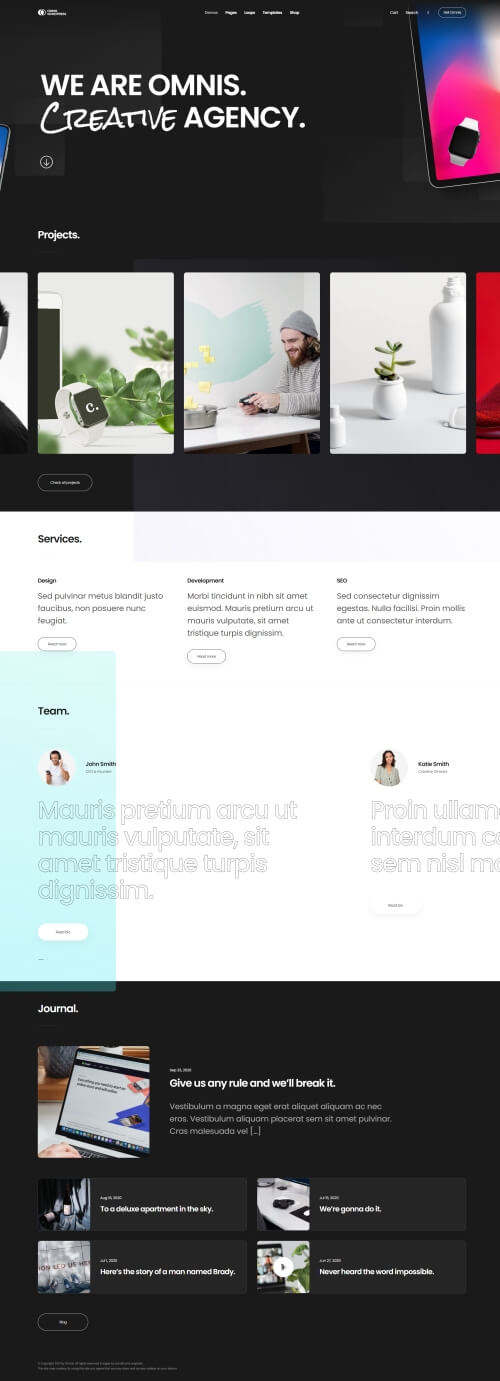 OMNIS
WORDPRESS
Demos Pages Loops Templates Shop
Cart Search
WE ARE OMNIS.
CREATIVE AGENCY.
Projects.
c.
Check all projects
Services.
Design
Sed pulvinar metus blandit justo
faucibus, non posuere nunc
feugiat.
Read more
Development
Morbi tincidunt in nibh sit amet
euismod. Mauris pretium arcu ut
mauris vulputate, sit amet
tristique turpis dignissim.
Read more
SEO
Sed consectetur dignissim
egestas. Nulla facilisi. Proin mollis
ante ut consectetur interdum.
Read more
Team.
John Smith
CEO & Founder
Mauris pretium arcu ut
mauris vulputate, sit
amet tristique turpis
dignissim.
Read bio
Katie Smith
Creative Director
Proin ullam
interdum co
sem nisl ma
Read bio
Journal.
Sep 23, 2020
Give us any rule and we'll break it.
Vestibulum a magna eget erat aliquet aliquam ac nec
eros. Vestibulum aliquam placerat sem sit amet pulvinar.
Cras malesuada vel [...]
Aug 16, 2020
To a deluxe apartment in the sky.
Jul 15, 2020
We're gonna do it.
ION LED US HE
Jul 1, 2020
Here's the story of a man named Brady.
Jun 27, 2020
Never heard the word impossible.
Blog